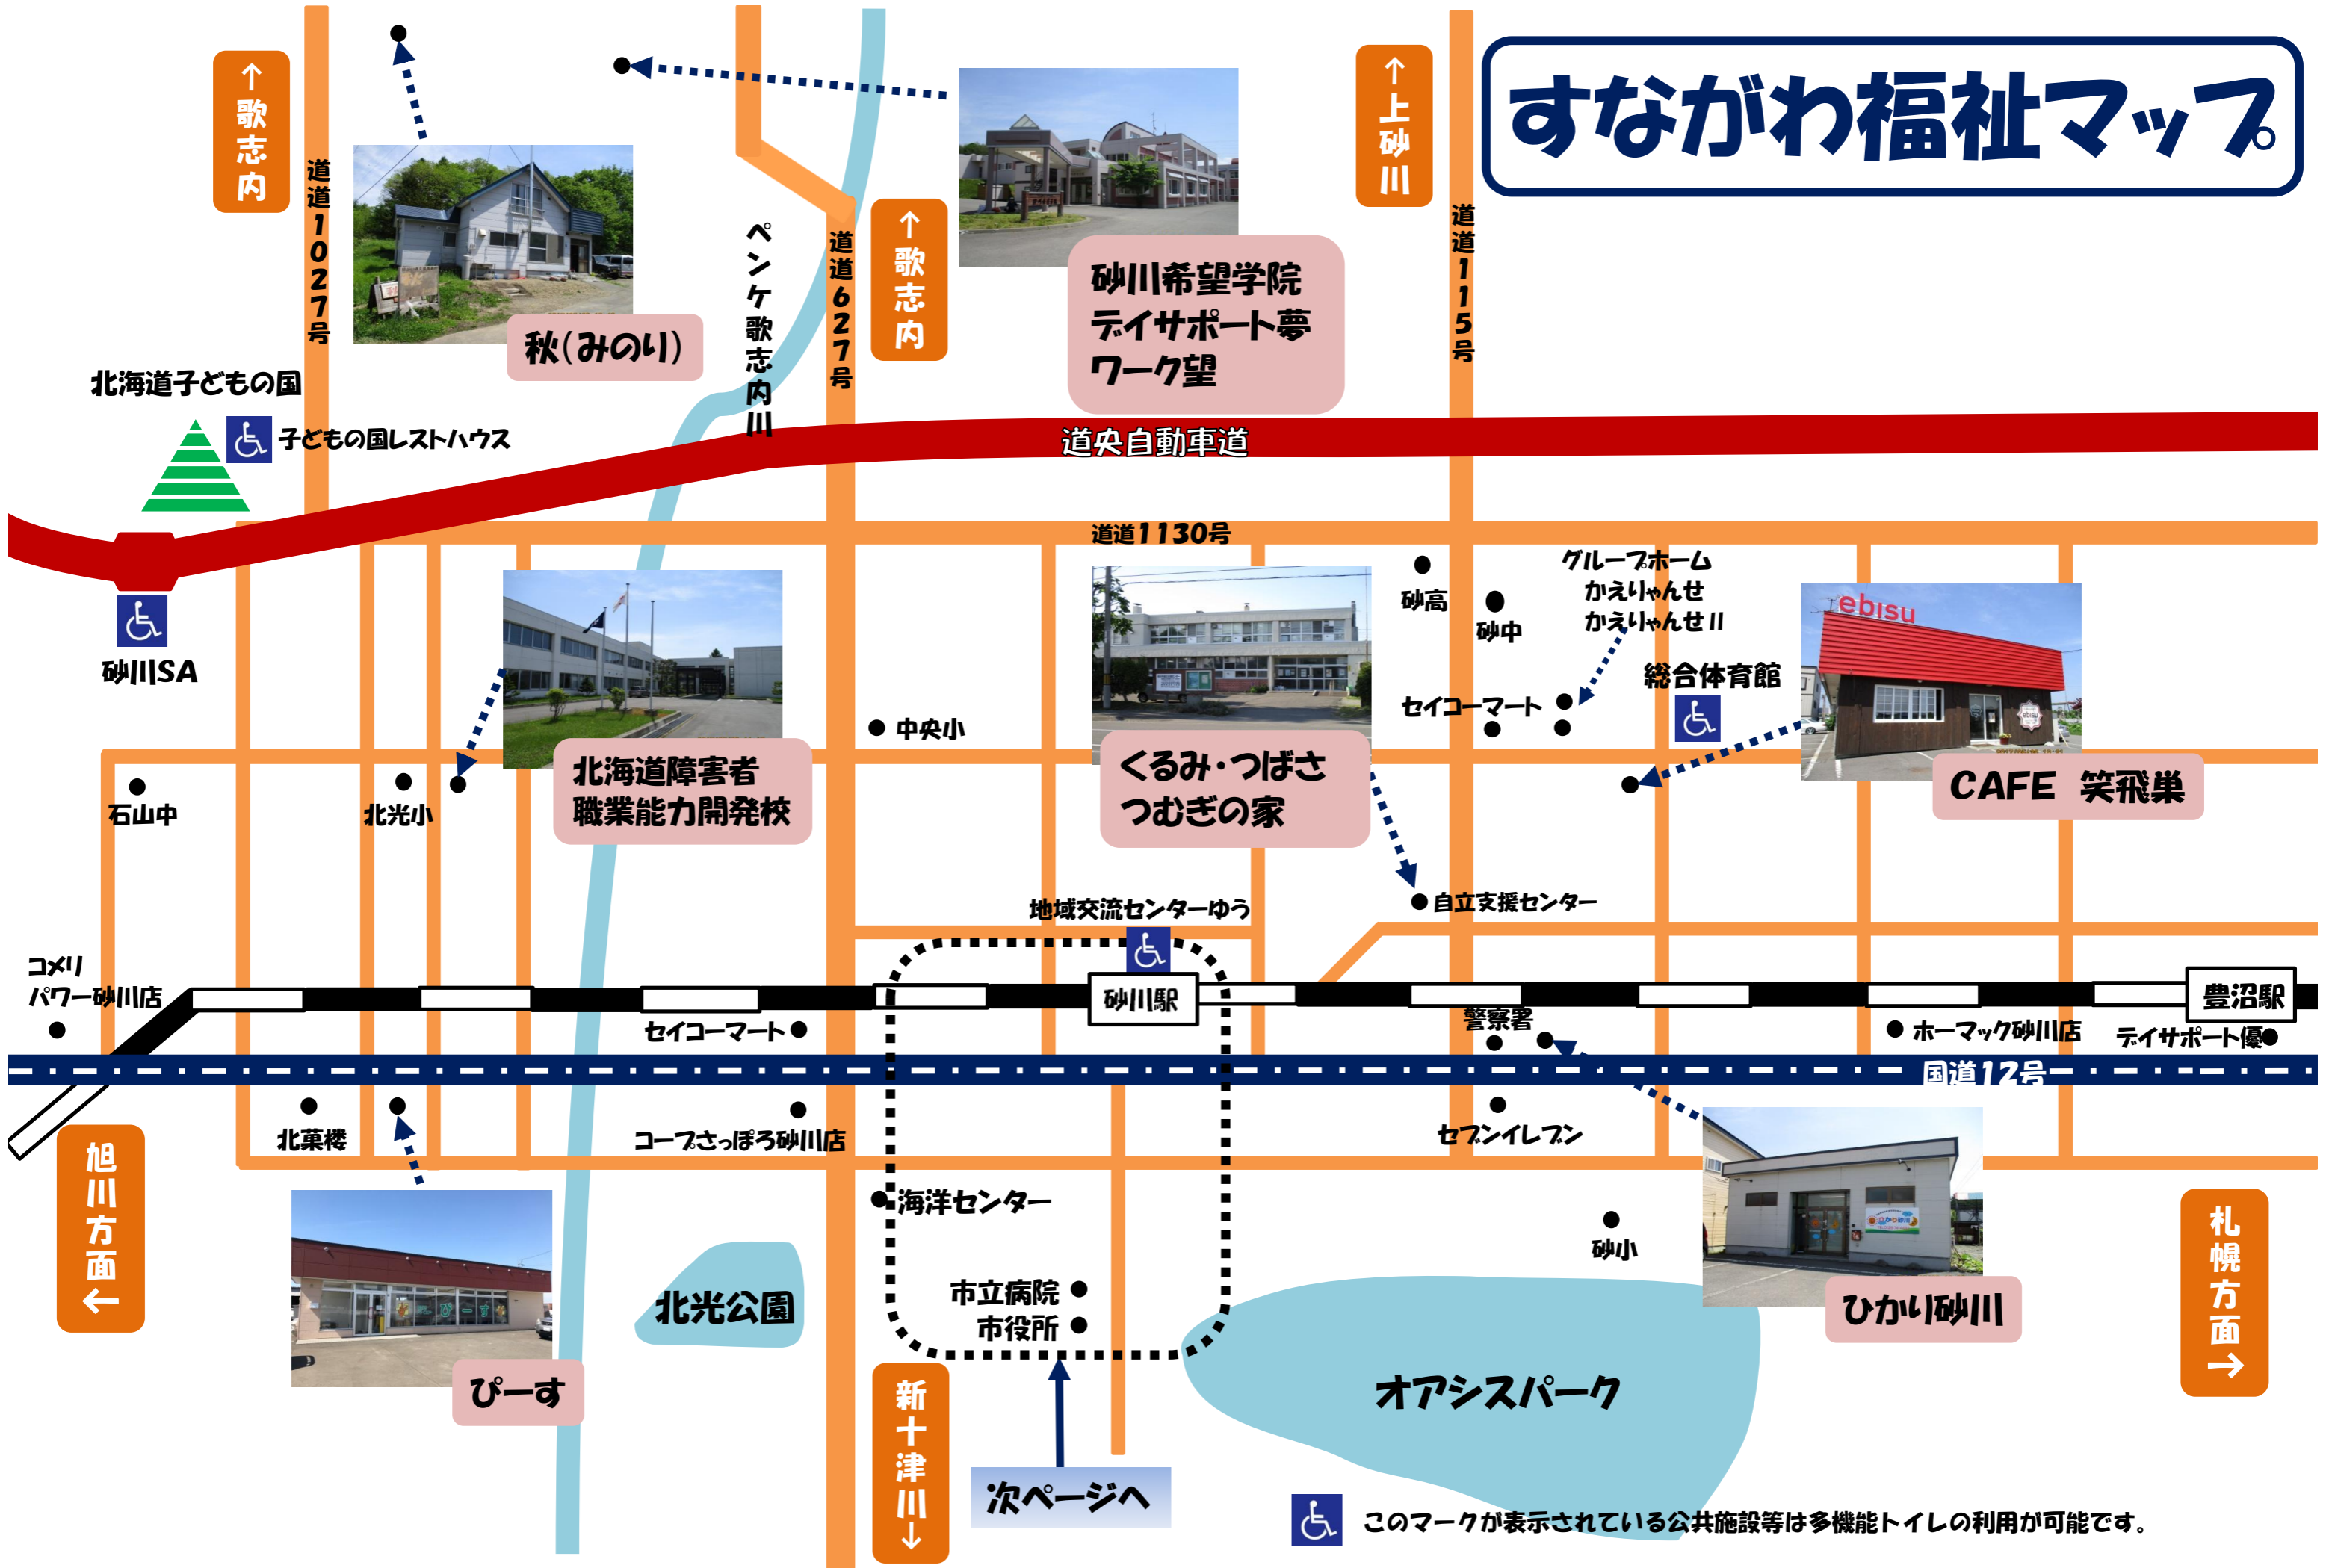 すながわ福祉マップ
↑歌志内
道道1027号
秋(みのり)
ペンケ歌志内川
道道627号
↑歌志内
砂川希望学院
デイサポート夢
ワーク望
↑上砂川
道道115号
北海道子どもの国
子どもの国レストハウス
道央自動車道
道道1130号
砂川SA
北海道障害者
職業能力開発校
中央小
くるみ・つばさ
つむぎの家
砂高
砂中
グループホーム
かえりゃんせ
かえりゃんせⅡ
セイコーマート
総合体育館
ebisu
CAFE 笑飛巣
石山中
北光小
地域交流センターゆう
自立支援センター
コメリ
パワー砂川店
砂川駅
豊沼駅
セイコーマート
警察署
ホーマック砂川店
デイサポート優
国道12号
北菓楼
コープさっぽろ砂川店
セブンイレブン
旭川方面←
ぴーす
ぴーす
北光公園
海洋センター
市立病院
市役所
砂小
ひかり砂川
ひかり砂川
札幌方面→
オアシスパーク
新十津川↓
次ページへ
このマークが表示されている公共施設等は多機能トイレの利用が可能です。